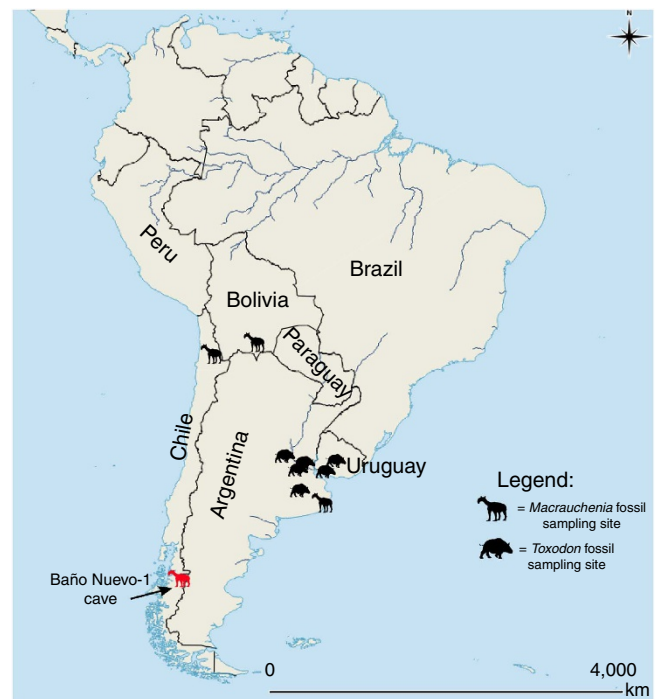 N
Peru
Brazil
Bolivia
Paraguay
Chile
Argentina
Uruguay
Legend:
= Macrauchenia fossil
sampling site
= Toxodon fossil
sampling site
Baño Nuevo-1
cave
0
4,000
km